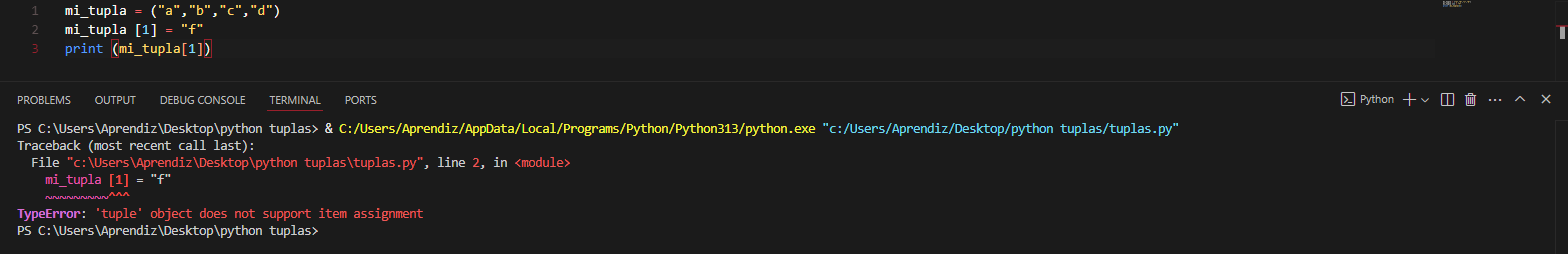 1 mi_tupla = ("a","b","c","d")
2 mi_tupla [1] = "f"
3 print (mi_tupla[1])
PROBLEMS OUTPUT DEBUG CONSOLE TERMINAL PORTS Python
PS C:\Users\Aprendiz\Desktop\python tuplas> & C:/Users/Aprendiz/AppData/Local/Programs/Python/Python313/python.exe "c:/Users/Aprendiz/Desktop/python tuplas/tuplas.py"
Traceback (most recent call last):
  File "c:\Users\Aprendiz\Desktop\python tuplas\tuplas.py", line 2, in <module>
    mi_tupla [1] = "f"
    ~~~~~~~~~^^^
TypeError: 'tuple' object does not support item assignment
PS C:\Users\Aprendiz\Desktop\python tuplas>